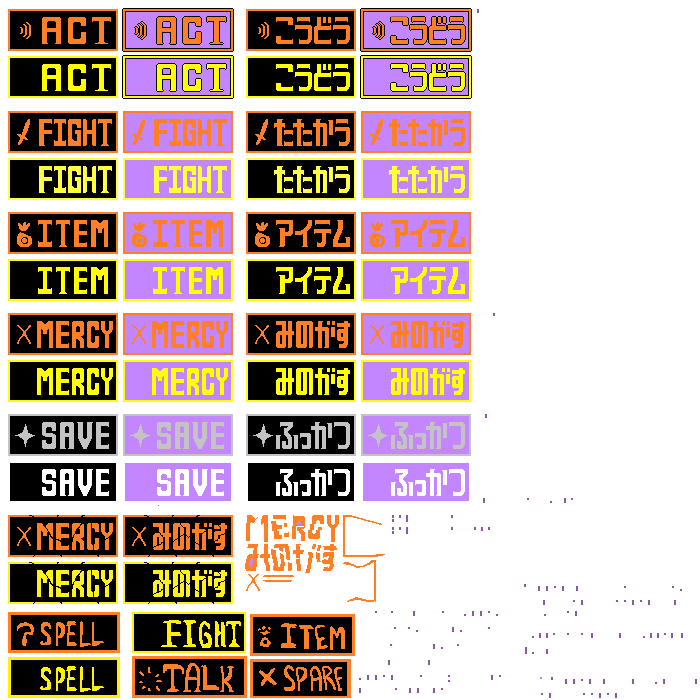 ACT ACT こうどう こうどう
ACT ACT こうどう こうどう
FIGHT FIGHT たたかう たたかう
FIGHT FIGHT たたかう たたかう
ITEM ITEM アイテム アイテム
ITEM ITEM アイテム アイテム
MERCY MERCY みのがす みのがす
MERCY MERCY みのがす みのがす
SAVE SAVE ふっかつ ふっかつ
SAVE SAVE ふっかつ ふっかつ
MERCY みのがす MERCY
MERCY みのがす みのがす
SPELL FIGHT ITEM
SPELL TALK SPARE